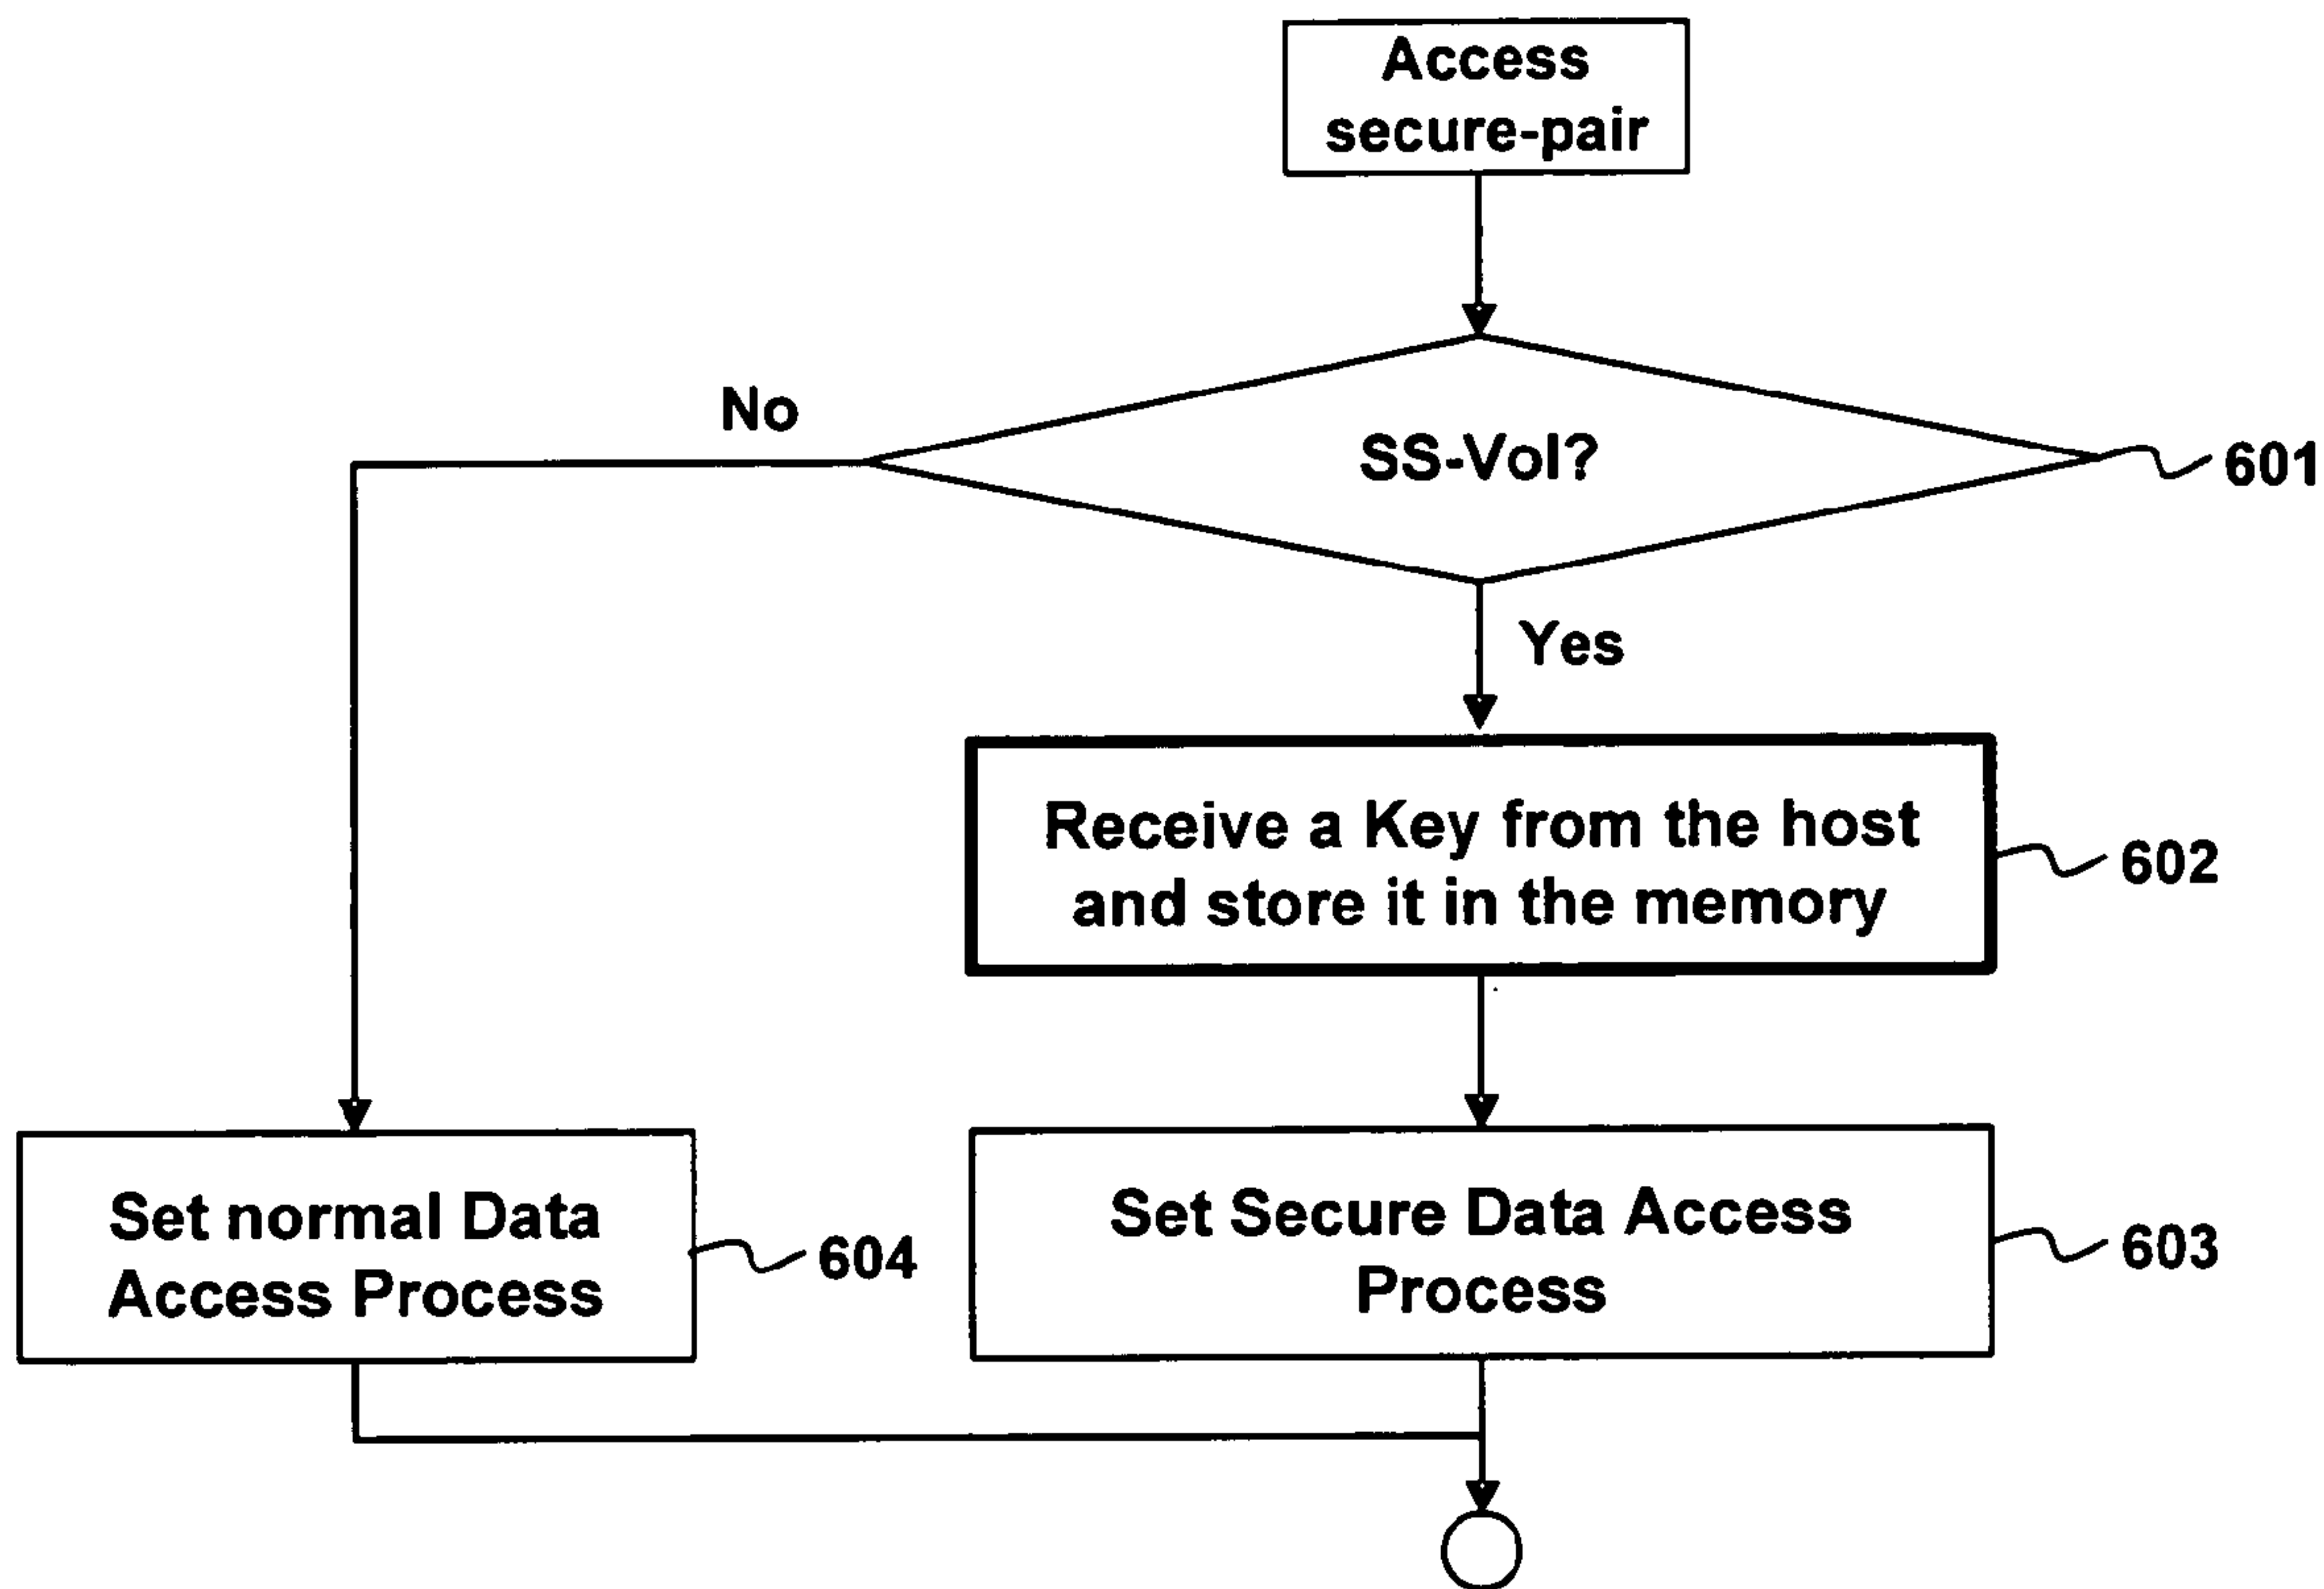 Access
secure-pair
No
SS-Vol?
601
Yes
Receive a Key from the host
and store it in the memory
602
Set normal Data
Access Process
604
Set Secure Data Access
Process
603